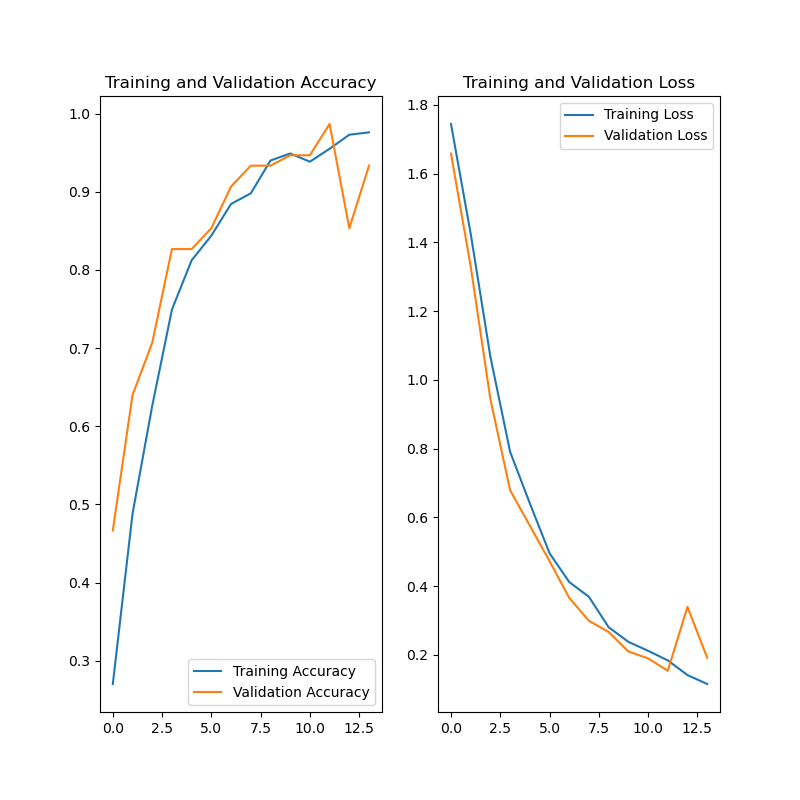 Training and Validation Accuracy
1.0
0.9
0.8
0.7
0.6
0.5
0.4
0.3
Training Accuracy
Validation Accuracy
0.0 2.5 5.0 7.5 10.0 12.5
Training and Validation Loss
1.8
1.6
1.4
1.2
1.0
0.8
0.6
0.4
0.2
Training Loss
Validation Loss
0.0 2.5 5.0 7.5 10.0 12.5